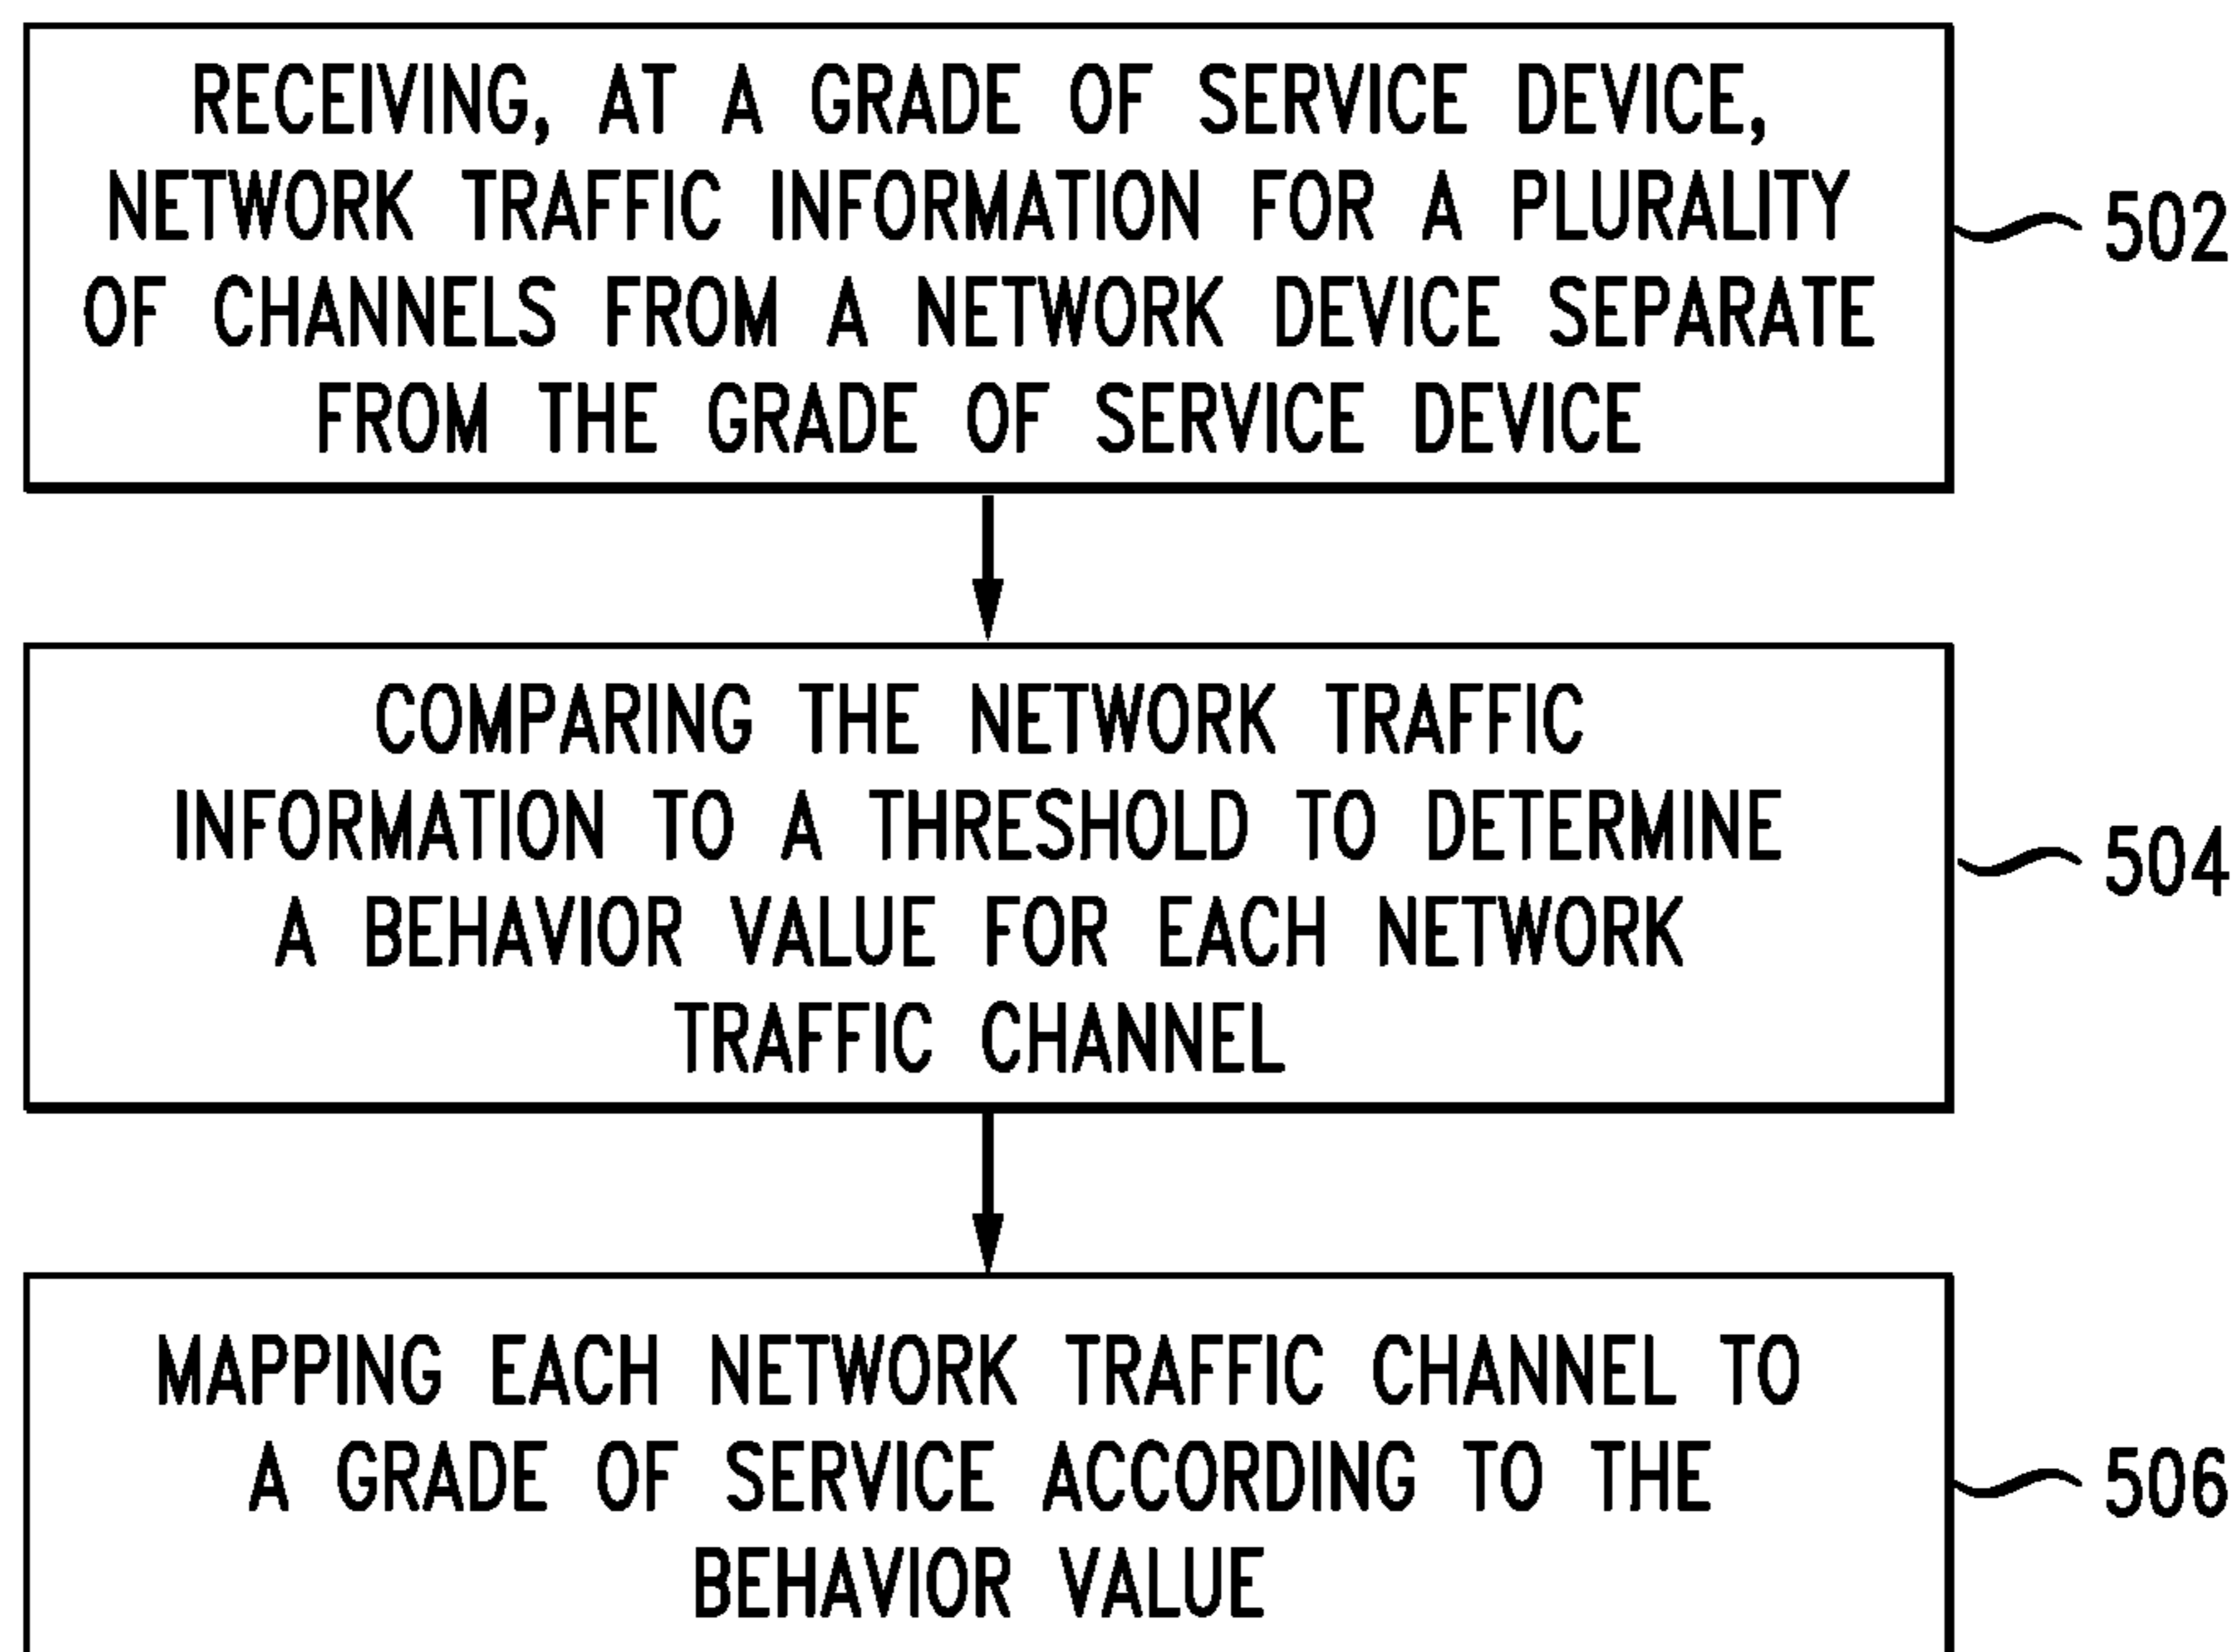 RECEIVING, AT A GRADE OF SERVICE DEVICE,
NETWORK TRAFFIC INFORMATION FOR A PLURALITY
OF CHANNELS FROM A NETWORK DEVICE SEPARATE
FROM THE GRADE OF SERVICE DEVICE
502
COMPARING THE NETWORK TRAFFIC
INFORMATION TO A THRESHOLD TO DETERMINE
A BEHAVIOR VALUE FOR EACH NETWORK
TRAFFIC CHANNEL
504
MAPPING EACH NETWORK TRAFFIC CHANNEL TO
A GRADE OF SERVICE ACCORDING TO THE
BEHAVIOR VALUE
506